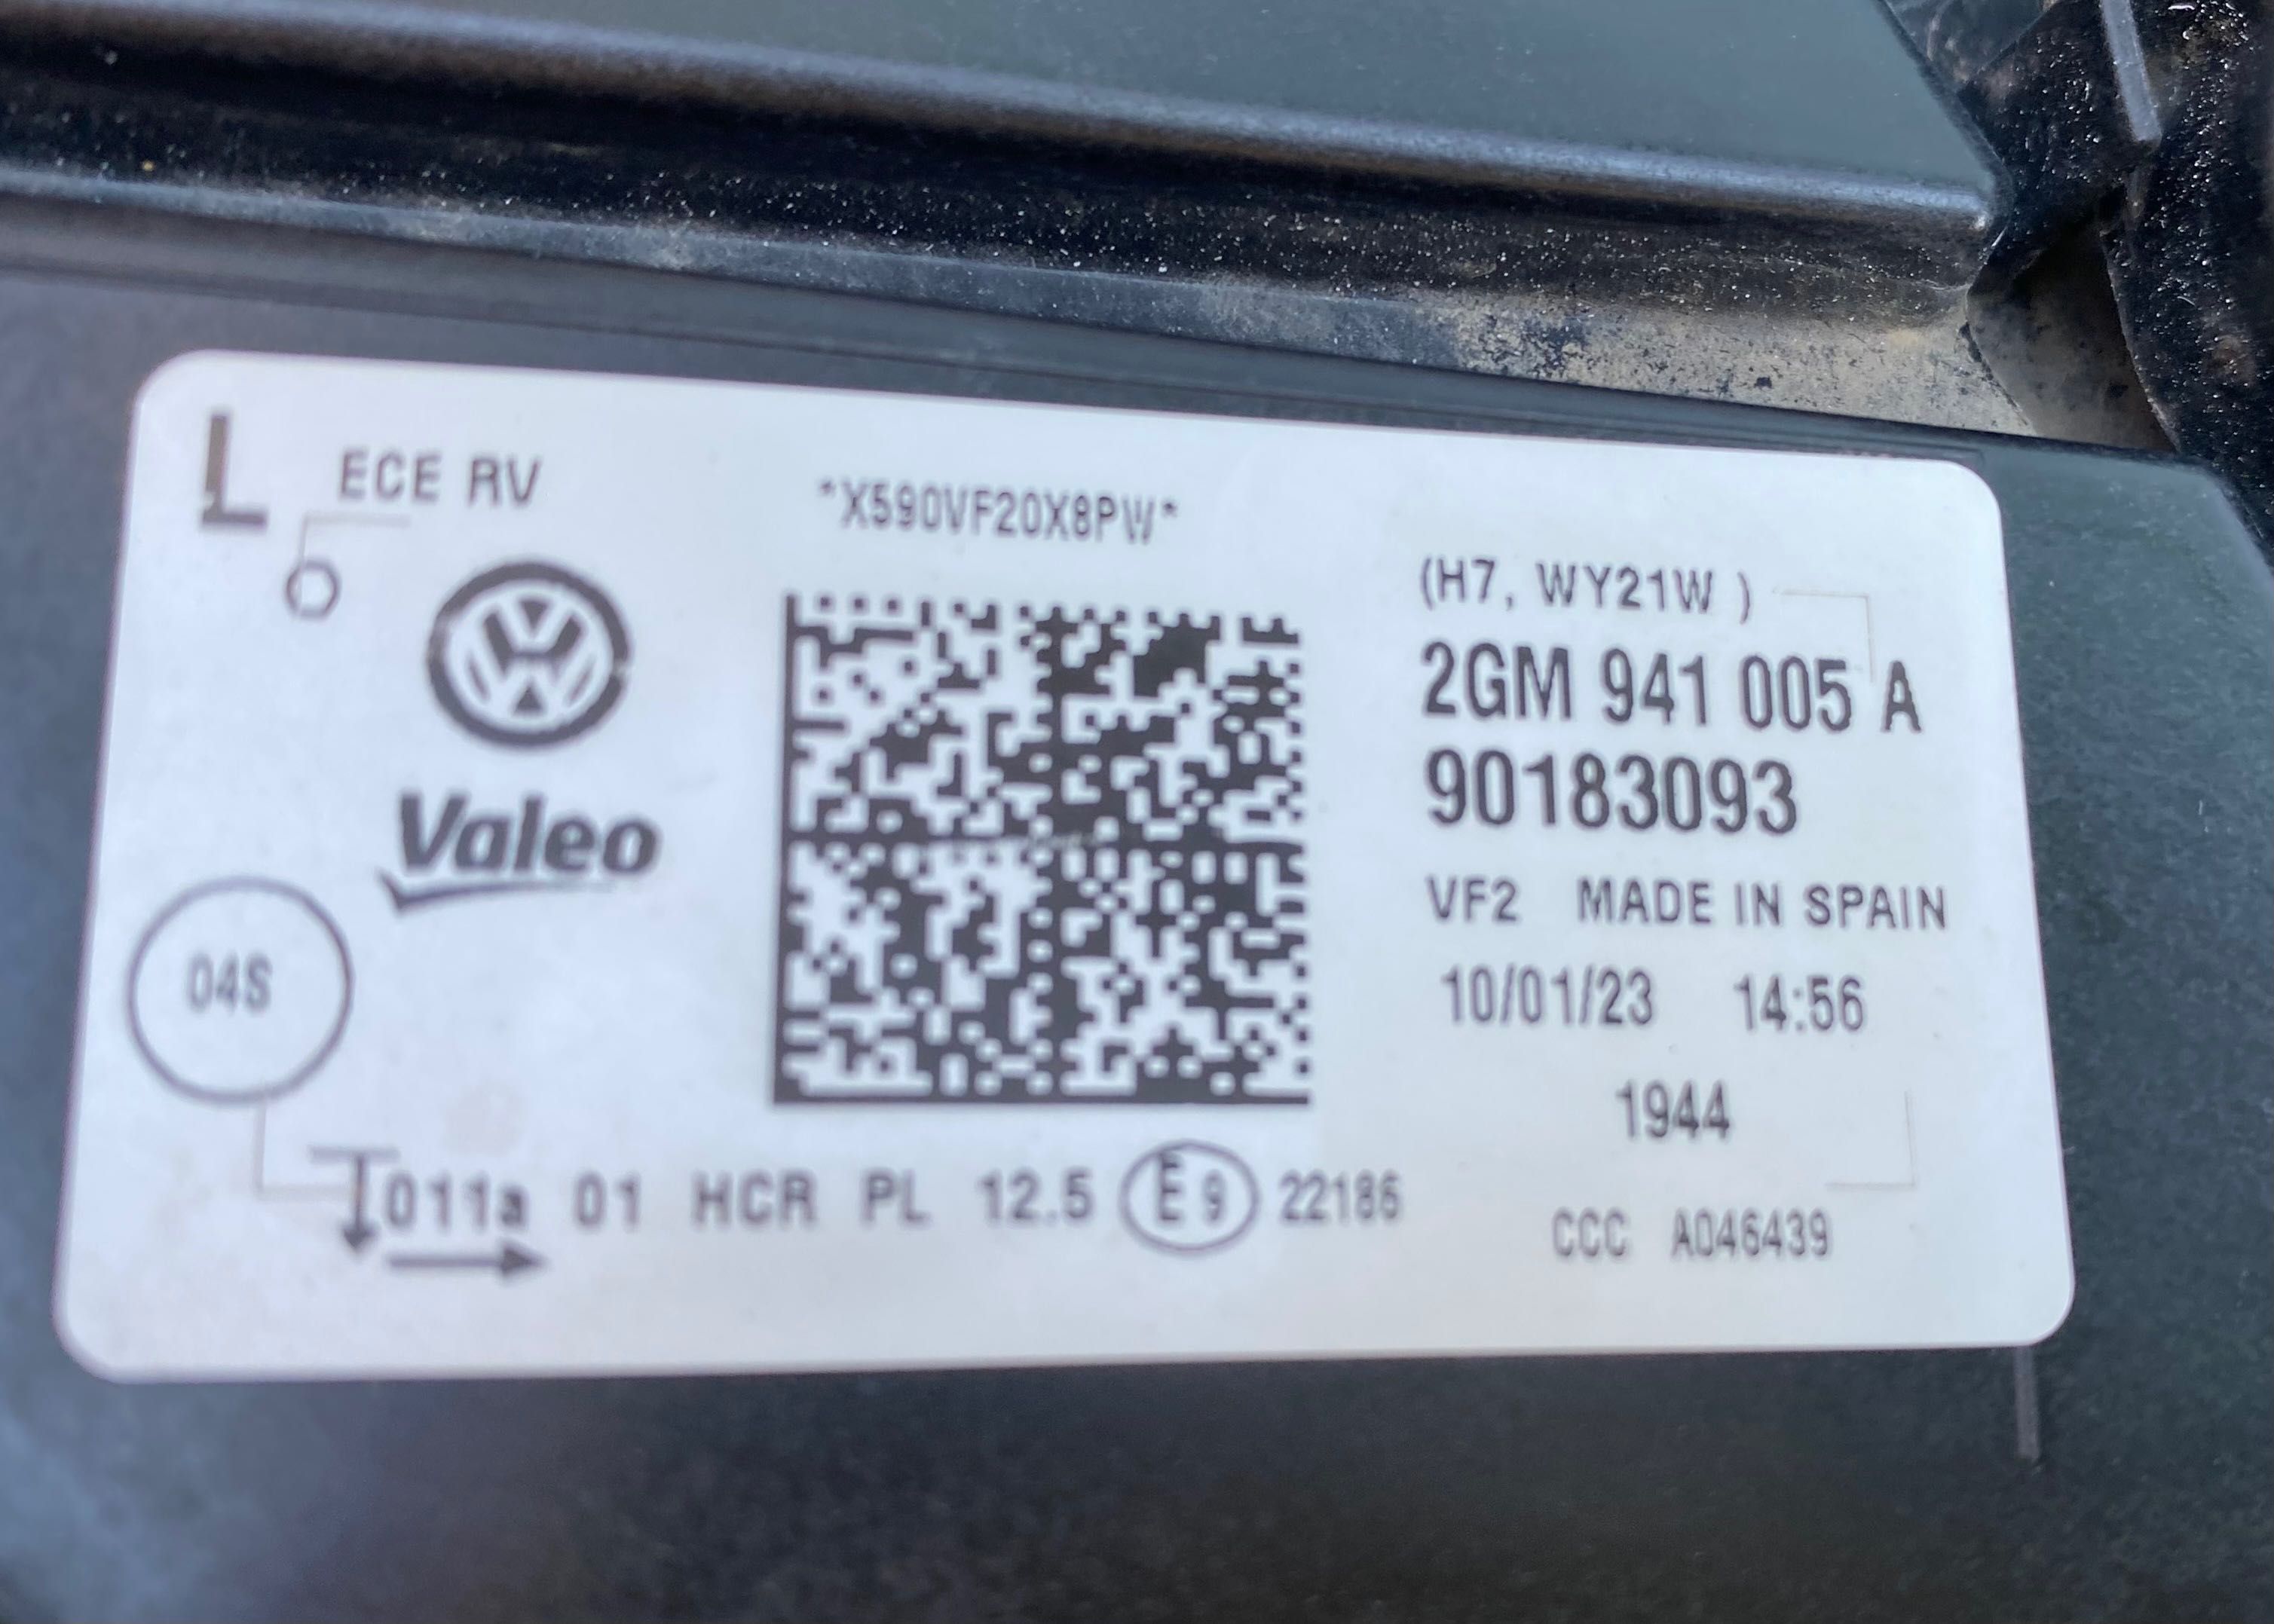 L ECE RV
*X590VF20X8PW*
(H7, WY21W )
2GM 941 005 A
90183093
Valeo
VF2 MADE IN SPAIN
04S
10/01/23 14:56
1944
011a 01 HCR PL 12.5 E9 22186
CCC A046439